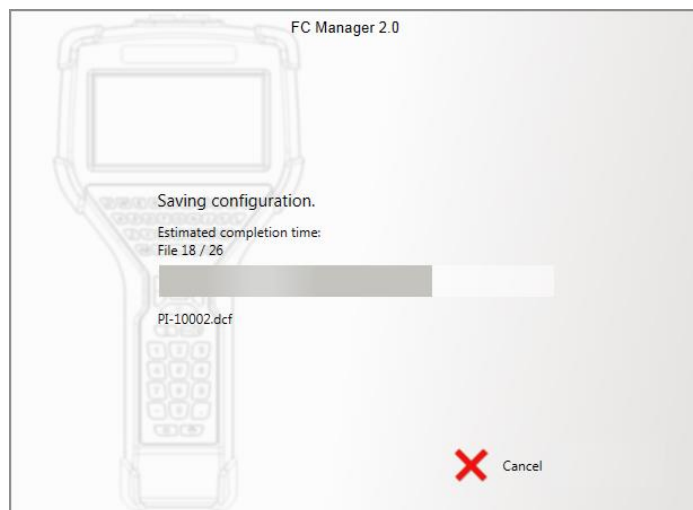 FC Manager 2.0
Saving configuration.
Estimated completion time:
File 18 / 26
PI-10002.dcf
Cancel